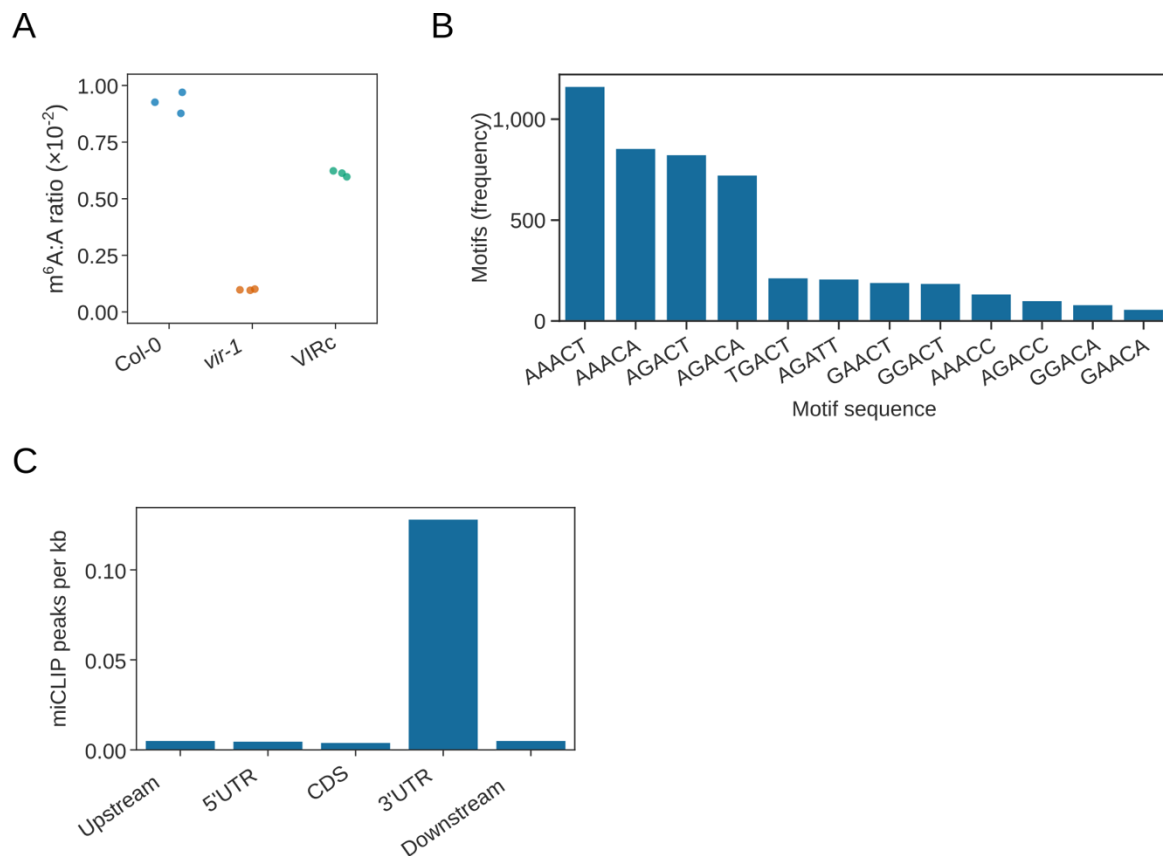 A
m⁶A:A ratio (×10⁻²)
1.00
0.75
0.50
0.25
0.00
Col-0
vir-1
VIRc
B
Motifs (frequency)
1,000
500
0
AAACT
AAACA
AGACT
AGACA
TGACT
AGATT
GAACT
GGACT
AAACC
AGACC
GGACA
GAACA
Motif sequence
C
miCLIP peaks per kb
0.10
0.05
0.00
Upstream
5'UTR
CDS
3'UTR
Downstream